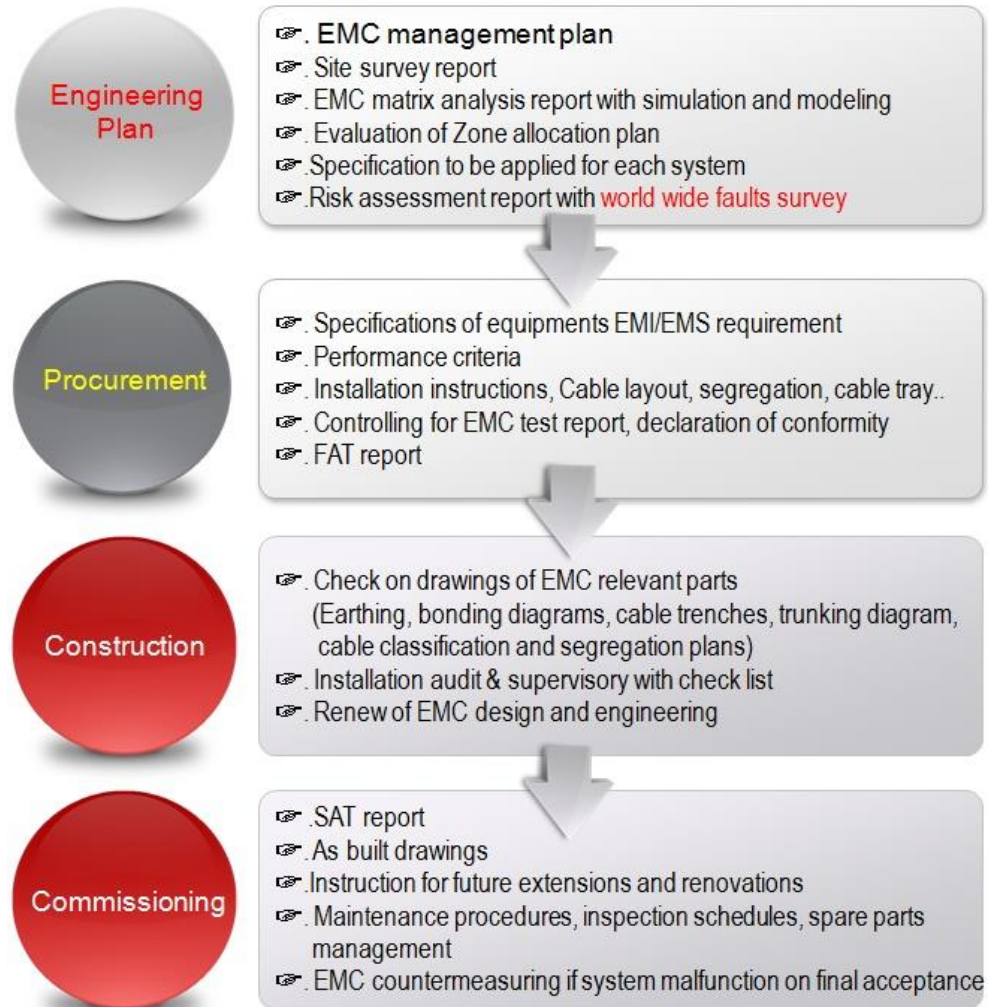 Engineering
Plan
☞. EMC management plan
☞. Site survey report
☞. EMC matrix analysis report with simulation and modeling
☞. Evaluation of Zone allocation plan
☞.Specification to be applied for each system
☞.Risk assessment report with world wide faults survey
Procurement
☞. Specifications of equipments EMI/EMS requirement
☞. Performance criteria
☞. Installation instructions, Cable layout, segregation, cable tray..
☞. Controlling for EMC test report, declaration of conformity
☞. FAT report
Construction
☞. Check on drawings of EMC relevant parts
(Earthing, bonding diagrams, cable trenches, trunking diagram,
cable classification and segregation plans)
☞. Installation audit & supervisory with check list
☞. Renew of EMC design and engineering
Commissioning
☞ .SAT report
☞. As built drawings
☞.Instruction for future extensions and renovations
☞. Maintenance procedures, inspection schedules, spare parts
management
☞. EMC countermeasuring if system malfunction on final acceptance